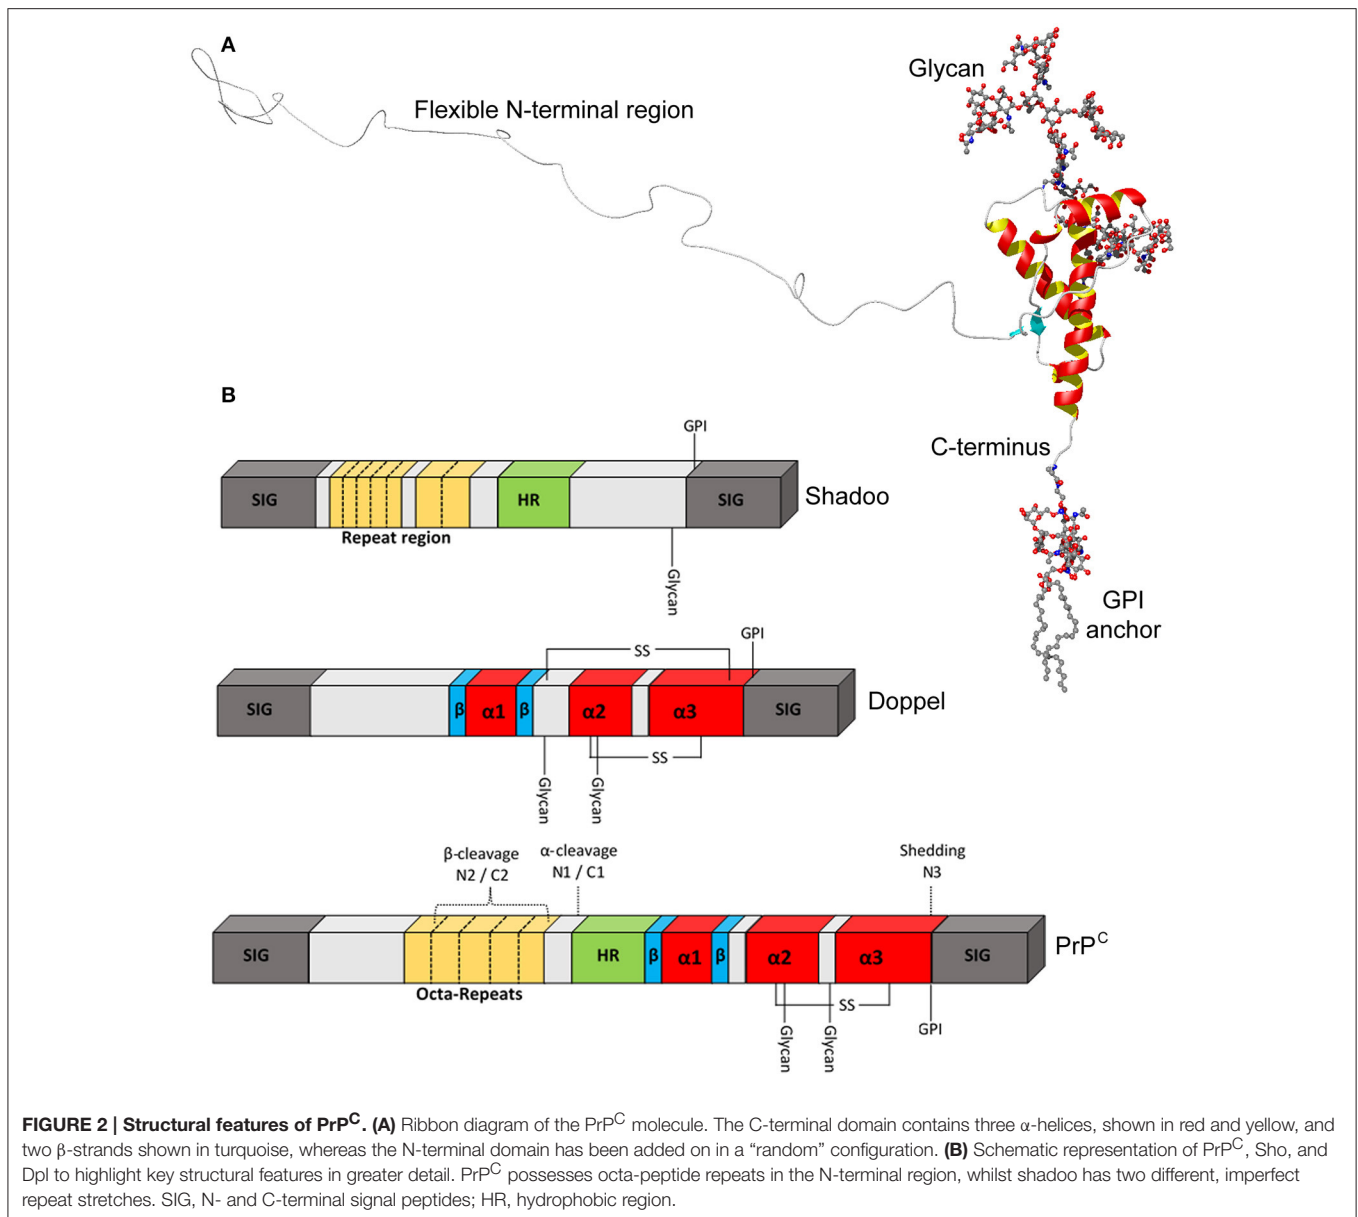 A
Glycan
Flexible N-terminal region
C-terminus
GPI
anchor
B
GPI
SIG
HR
SIG
Shadoo
Repeat region
Glycan
SS
GPI
SIG
β
α1
β
α2
α3
SIG
Doppel
SS
Glycan
Glycan
β-cleavage
N2 / C2
α-cleavage
N1 / C1
Shedding
N3
SIG
HR
β
α1
β
α2
α3
SIG
PrPC
Octa-Repeats
SS
GPI
Glycan
Glycan
FIGURE 2 | Structural features of PrPC. (A) Ribbon diagram of the PrPC molecule. The C-terminal domain contains three α-helices, shown in red and yellow, and
two β-strands shown in turquoise, whereas the N-terminal domain has been added on in a “random” configuration. (B) Schematic representation of PrPC, Sho, and
Dpl to highlight key structural features in greater detail. PrPC possesses octa-peptide repeats in the N-terminal region, whilst shadoo has two different, imperfect
repeat stretches. SIG, N- and C-terminal signal peptides; HR, hydrophobic region.